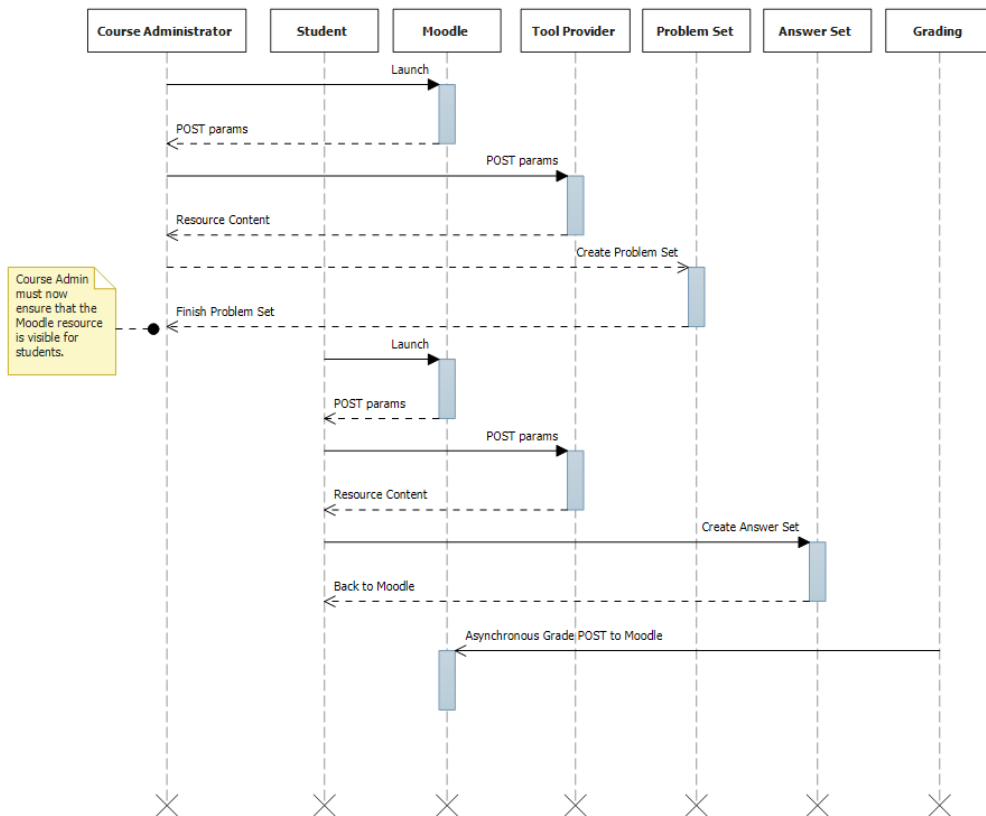 Course Administrator
Student
Moodle
Tool Provider
Problem Set
Answer Set
Grading
Launch
POST params
POST params
Resource Content
Create Problem Set
Course Admin
must now
ensure that the
Moodle resource
is visible for
students.
Finish Problem Set
Launch
POST params
POST params
Resource Content
Create Answer Set
Back to Moodle
Asynchronous Grade POST to Moodle